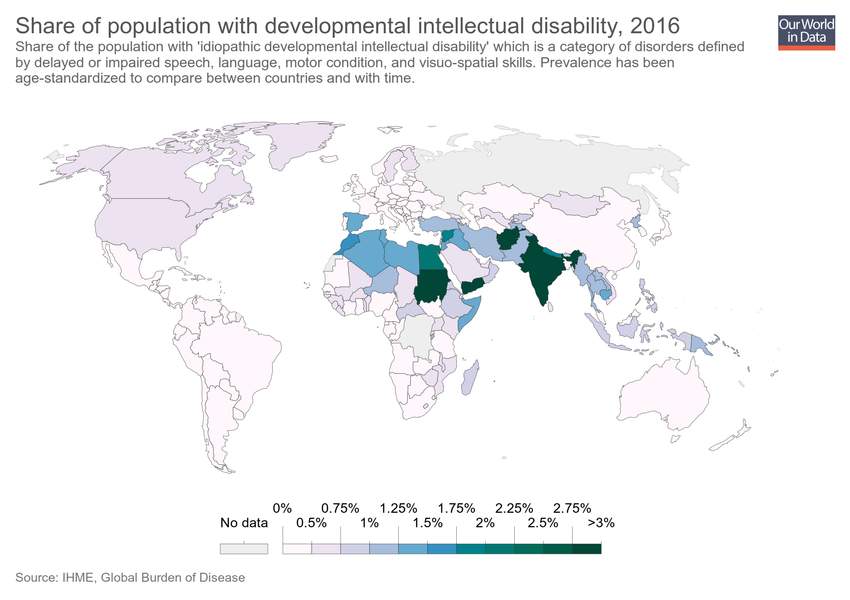 Share of population with developmental intellectual disability, 2016
Our World
in Data
Share of the population with 'idiopathic developmental intellectual disability' which is a category of disorders defined
by delayed or impaired speech, language, motor condition, and visuo-spatial skills. Prevalence has been
age-standardized to compare between countries and with time.
0% 0.75% 1.25% 1.75% 2.25% 2.75%
No data 0.5% 1% 1.5% 2% 2.5% >3%
Source: IHME, Global Burden of Disease